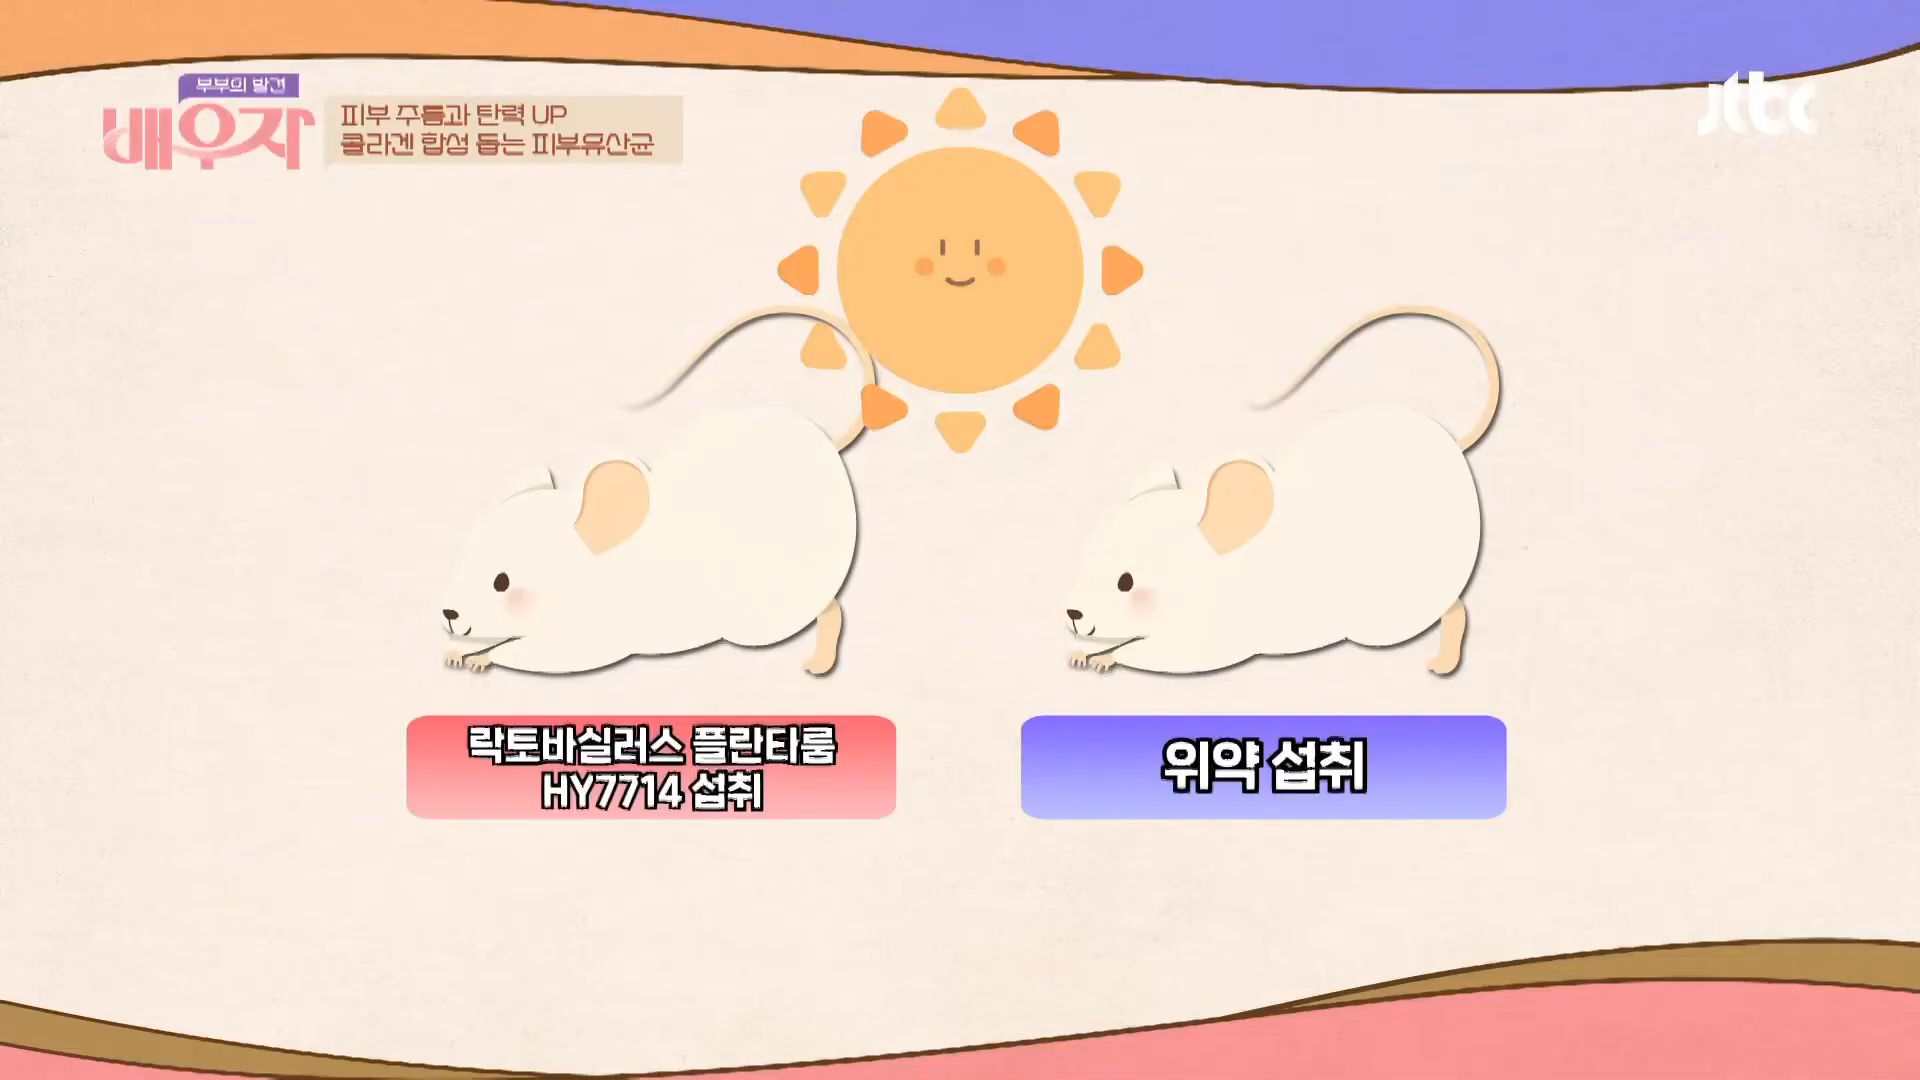 부부의 발견
배우자
피부 주름과 탄력 UP
콜라겐 합성 돕는 피부유산균
jtbc
락토바실러스 플란타룸
HY7714 섭취
위약 섭취